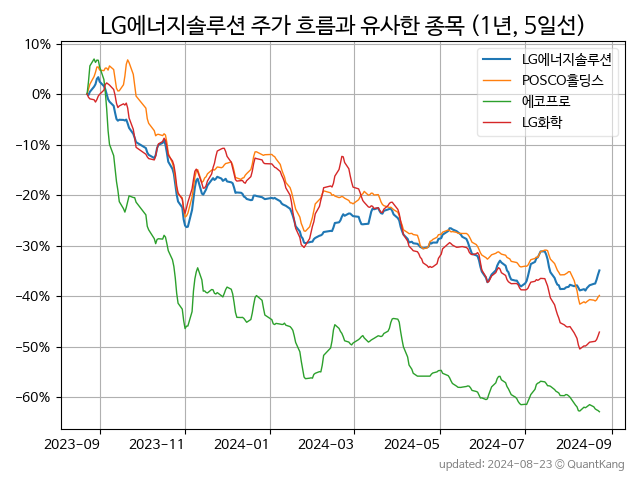 LG에너지솔루션 주가 흐름과 유사한 종목 (1년, 5일선)
LG에너지솔루션
POSCO홀딩스
에코프로
LG화학
10%
0%
−10%
−20%
−30%
−40%
−50%
−60%
2023-09 2023-11 2024-01 2024-03 2024-05 2024-07 2024-09
updated: 2024-08-23 © QuantKang